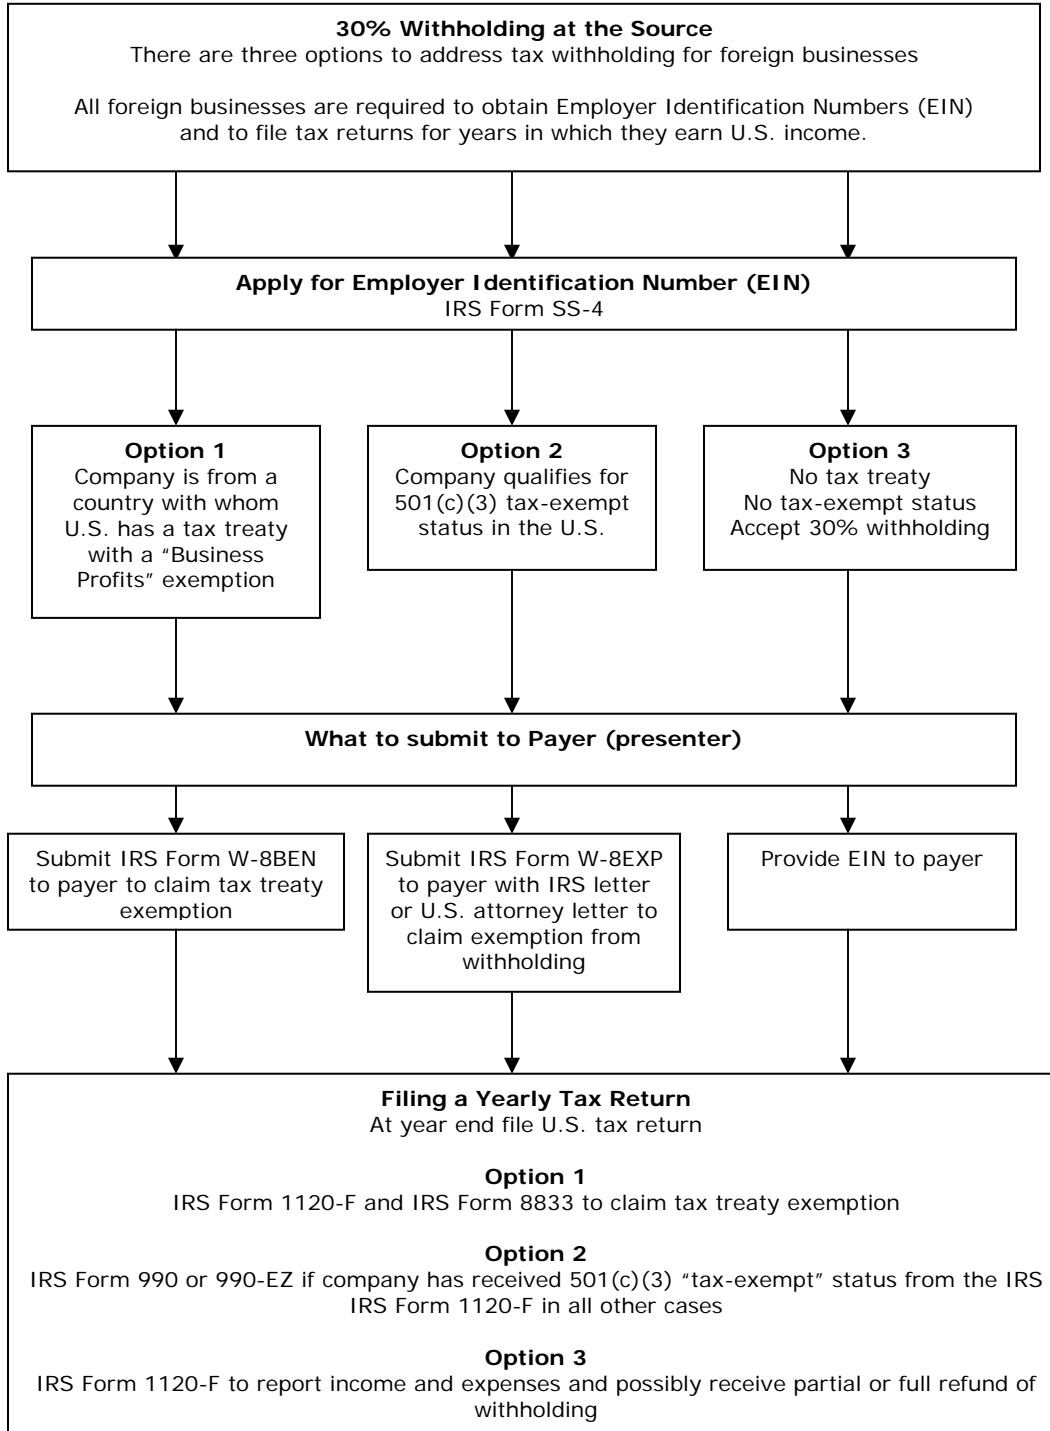 30% Withholding at the Source
There are three options to address tax withholding for foreign businesses
All foreign businesses are required to obtain Employer Identification Numbers (EIN)
and to file tax returns for years in which they earn U.S. income.
Apply for Employer Identification Number (EIN)
IRS Form SS-4
Option 1
Company is from a
country with whom
U.S. has a tax treaty
with a “Business
Profits” exemption
Option 2
Company qualifies for
501(c)(3) tax-exempt
status in the U.S.
Option 3
No tax treaty
No tax-exempt status
Accept 30% withholding
What to submit to Payer (presenter)
Submit IRS Form W-8BEN
to payer to claim tax treaty
exemption
Submit IRS Form W-8EXP
to payer with IRS letter
or U.S. attorney letter to
claim exemption from
withholding
Provide EIN to payer
Filing a Yearly Tax Return
At year end file U.S. tax return
Option 1
IRS Form 1120-F and IRS Form 8833 to claim tax treaty exemption
Option 2
IRS Form 990 or 990-EZ if company has received 501(c)(3) “tax-exempt” status from the IRS
IRS Form 1120-F in all other cases
Option 3
IRS Form 1120-F to report income and expenses and possibly receive partial or full refund of
withholding